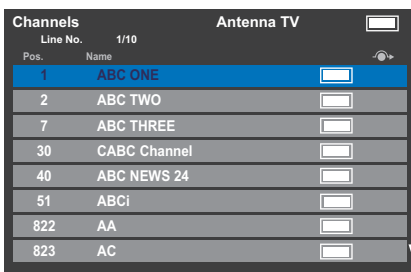 Channels Antenna TV
Line No. 1/10
Pos. Name
1 ABC ONE
2 ABC TWO
7 ABC THREE
30 CABC Channel
40 ABC NEWS 24
51 ABCi
822 AA
823 AC